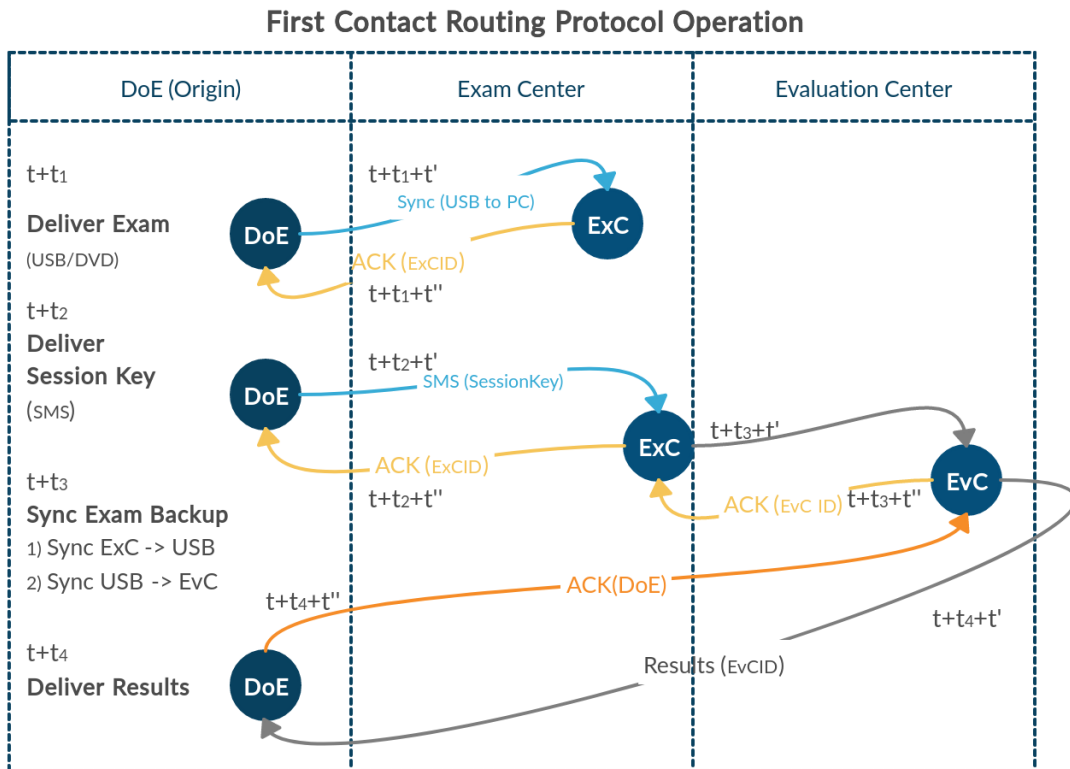 First Contact Routing Protocol Operation
DoE (Origin)
Exam Center
Evaluation Center
t+t1
t+t1+t'
Sync (USB to PC)
Deliver Exam
(USB/DVD)
DoE
ExC
ACK (ExCID)
t+t1+t''
t+t2
Deliver
Session Key
(SMS)
t+t2+t'
SMS (SessionKey)
DoE
ExC
t+t3+t'
ACK (ExCID)
t+t2+t''
EvC
ACK (EvC ID)
t+t3+t''
t+t3
Sync Exam Backup
1) Sync ExC -> USB
2) Sync USB -> EvC
ACK(DoE)
t+t4+t''
t+t4+t'
t+t4
Deliver Results
DoE
Results (EvCID)